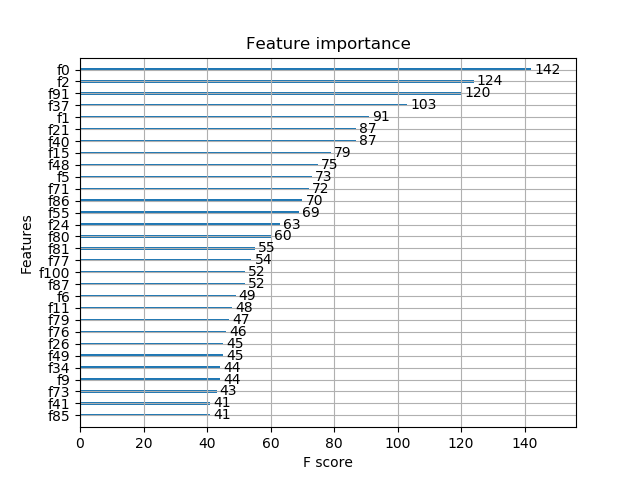 Feature importance
f0 142
f2 124
f91 120
f37 103
f1 91
f21 87
f40 87
f15 79
f48 75
f5 73
f71 72
f86 70
f55 69
f24 63
f80 60
f81 55
f77 54
f100 52
f87 52
f6 49
f11 48
f79 47
f76 46
f26 45
f49 45
f34 44
f9 44
f73 43
f41 41
f85 41
Features
0 20 40 60 80 100 120 140
F score